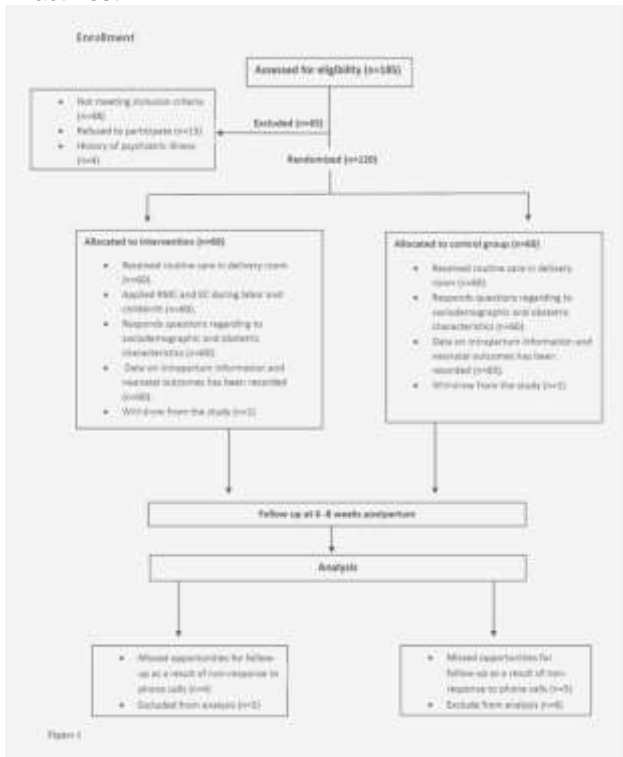 Enrollment
Assessed for eligibility (n=185)
Not meeting inclusion criteria
(n=48)
Refused to participate (n=13)
History of psychiatric illness
(n=4)
Excluded (n=65)
Randomized (n=120)
Allocated to intervention (n=60)
Received routine care in delivery room
(n=60).
Applied and EC during labor and
childbirth (n=60).
Responds questions regarding to
sociodemographic and obstetric
characteristics (n=60).
Data on intrapartum information and
neonatal outcomes has been recorded
(n=60).
Withdrew from the study
Allocated to control group (n=60)
Received routine care in delivery
room (n=60).
Responds questions regarding to
sociodemographic and obstetric
characteristics (n=60).
Data on intrapartum information and
neonatal outcomes has been
recorded (n=60).
Withdraw from the study
Follow up at -8 weeks postpartum
Analysis
Missed opportunities for follow-
up as a result of non-response to
phone calls (n=4)
Excluded from analysis
Missed opportunities for
follow-up as a result of non-
response to phone calls (n=5)
Exclude from analysis (n=6)
Figure 1